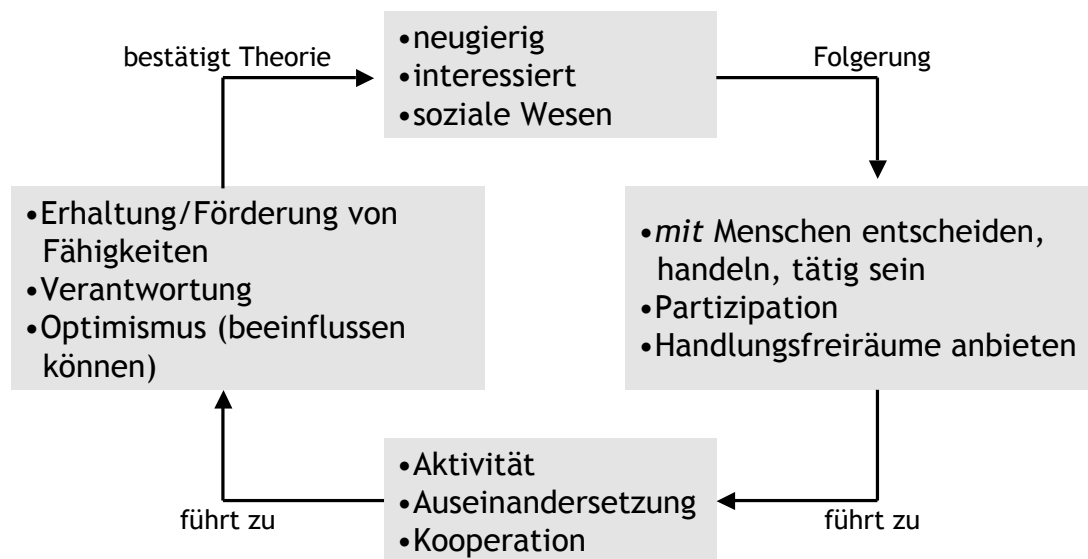 bestätigt Theorie
•neugierig
•interessiert
•soziale Wesen
Folgerung
•mit Menschen entscheiden,
handeln, tätig sein
•Partizipation
•Handlungsfreiräume anbieten
führt zu
•Aktivität
•Auseinandersetzung
•Kooperation
führt zu
•Erhaltung/Förderung von
Fähigkeiten
•Verantwortung
•Optimismus (beeinflussen
können)